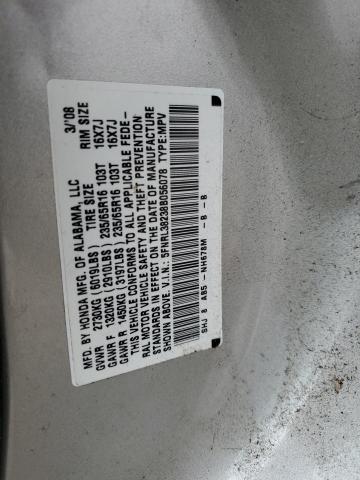 MFD. BY HONDA MFG. OF ALABAMA, LLC 3/'08
GVWR 2730KG (6019LBS) TIRE SIZE RIM SIZE
GAWR F 1320KG (2910LBS) 235/65R16 103T 16X7J
GAWR R 1450KG (3197LBS) 235/65R16 103T 16X7J
THIS VEHICLE CONFORMS TO ALL APPLICABLE FEDE-
RAL MOTOR VEHICLE SAFETY AND THEFT PREVENTION
STANDARDS IN EFFECT ON THE DATE OF MANUFACTURE
SHOWN ABOVE. V.I.N.: 5FNRL38238B056078 TYPE:MPV
SHJ 8 AB5 - NH678M - B - B